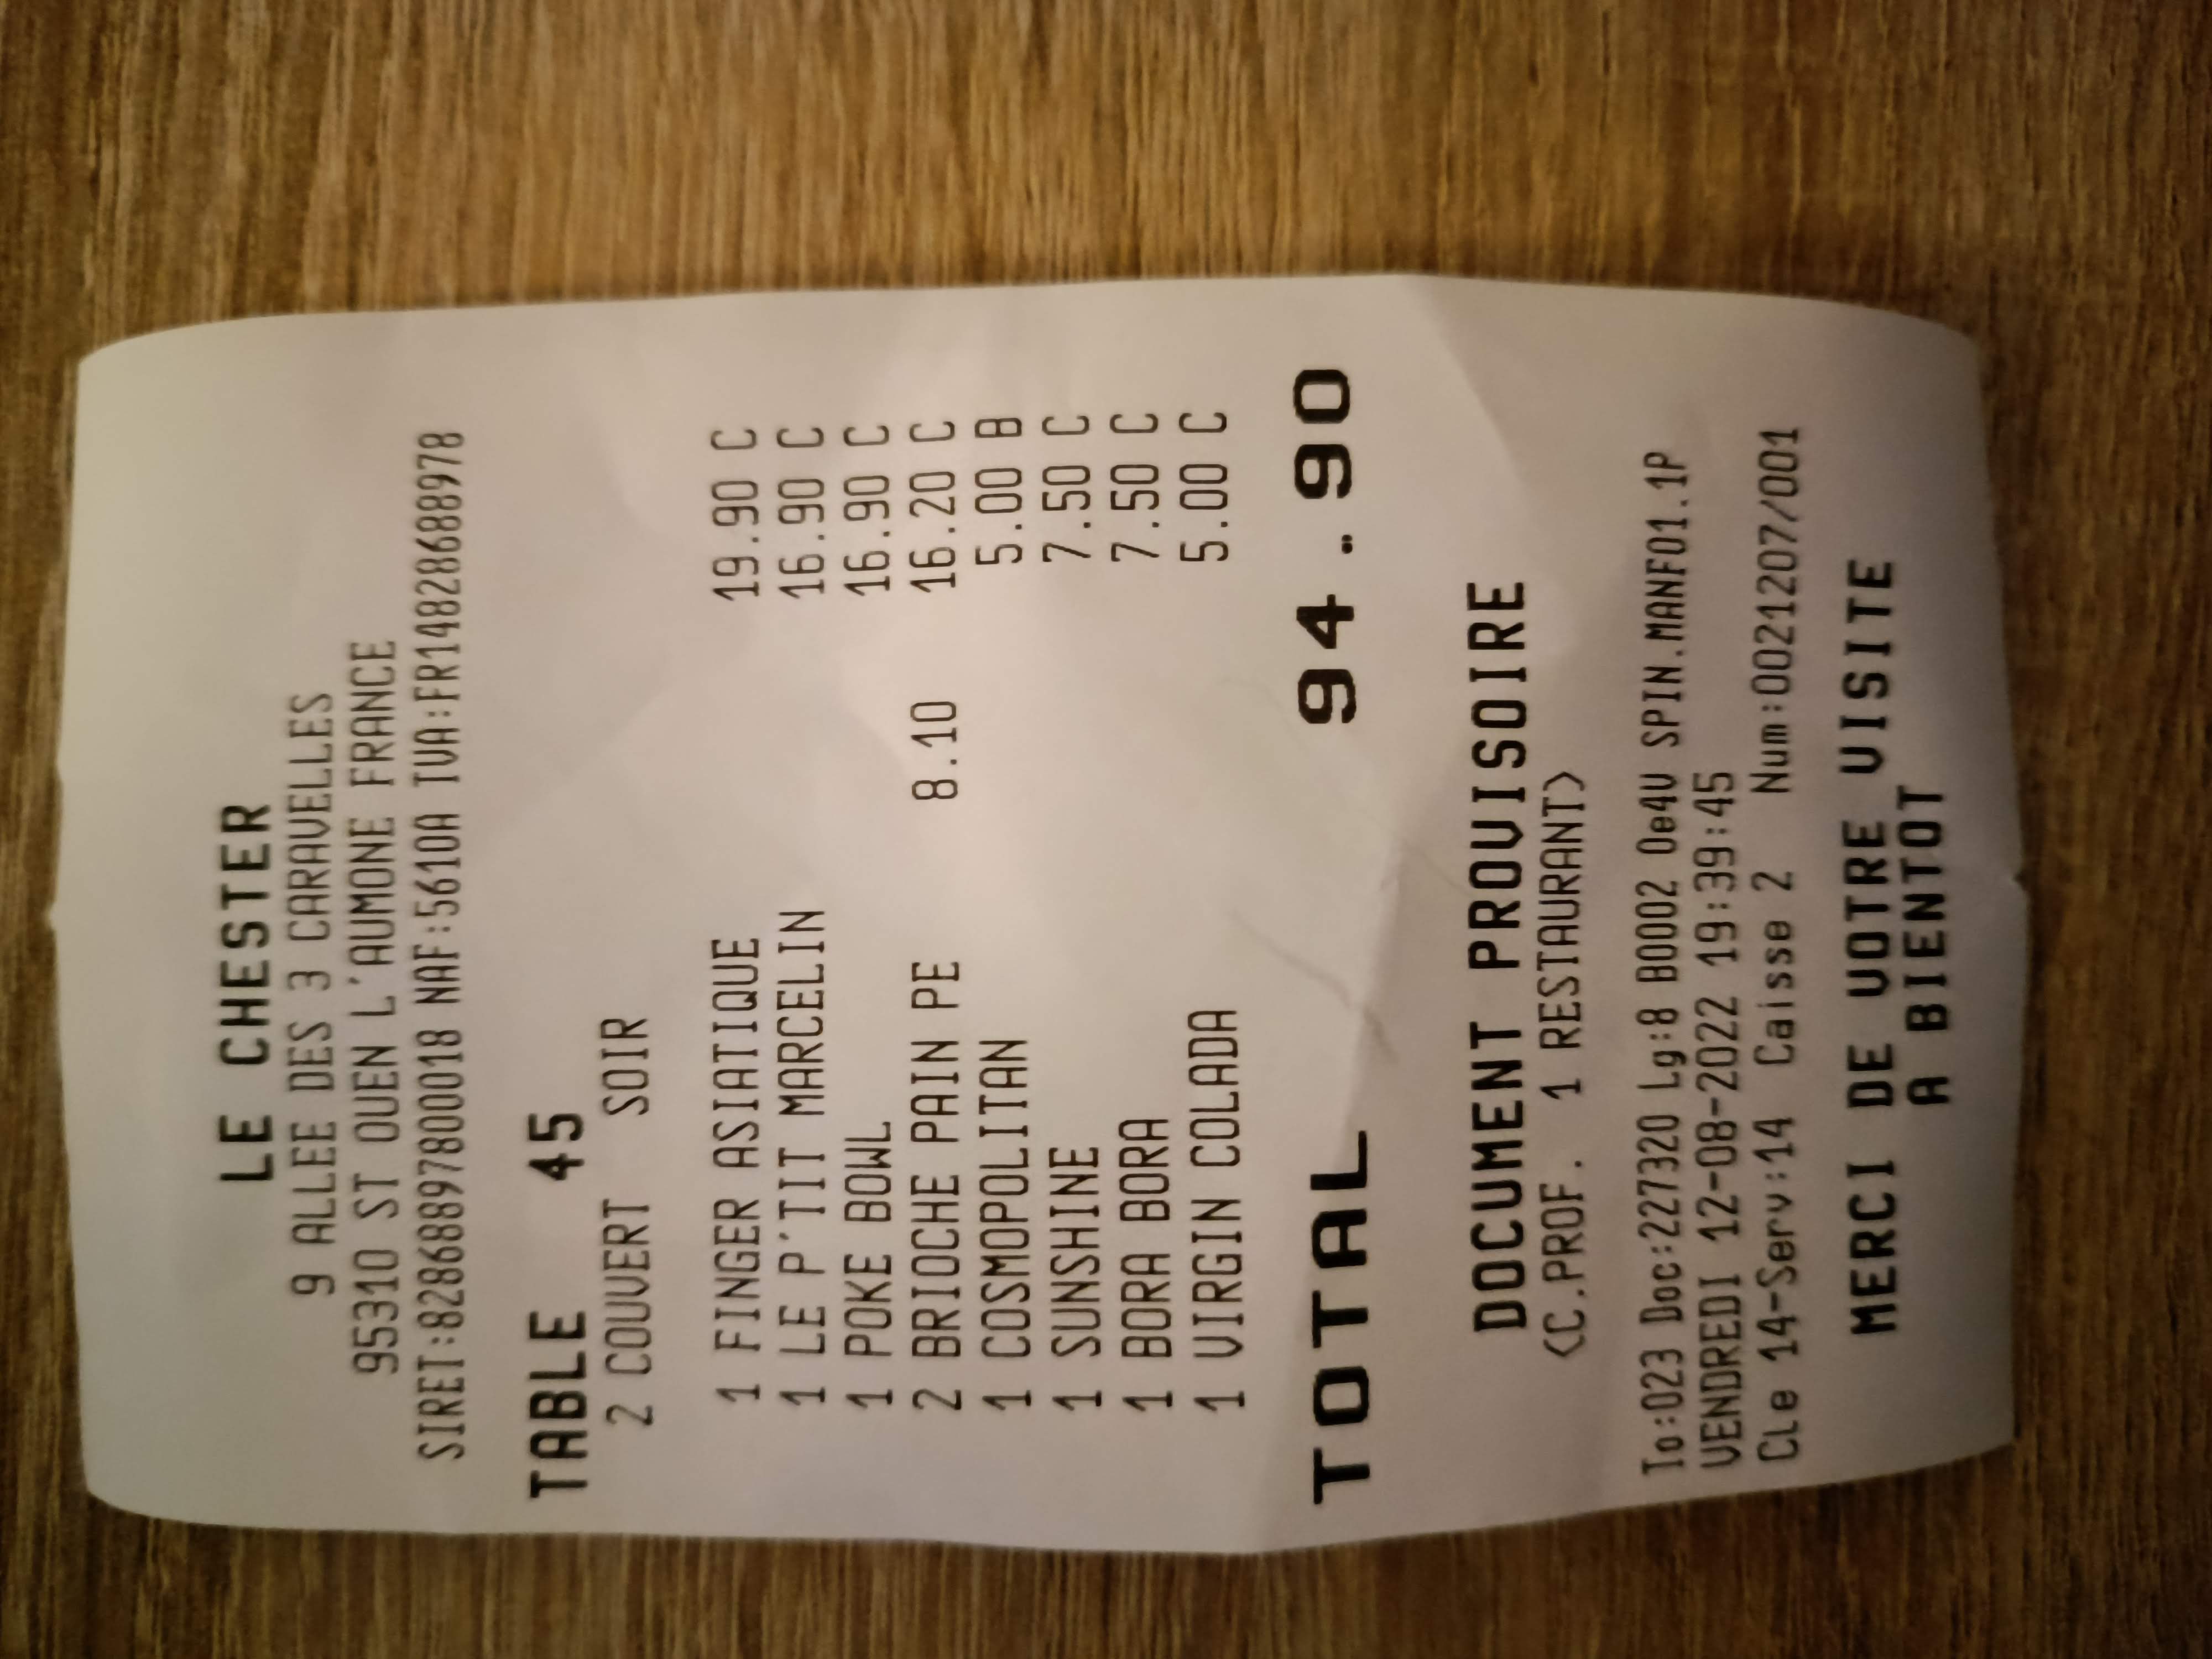 LE CHESTER
9 ALLEE DES 3 CARAVELLES
95310 ST OUEN L'AUMONE FRANCE
SIRET:82868897800018 NAF:5610A TVA:FR14828688978
TABLE 45
2 COUVERT SOIR
1 FINGER ASIATIQUE 19.90 C
1 LE P'TIT MARCELIN 16.90 C
1 POKE BOWL 16.90 C
2 BRIOCHE PAIN PE 8.10 16.20 C
1 COSMOPOLITAN 5.00 B
1 SUNSHINE 7.50 C
1 BORA BORA 7.50 C
1 VIRGIN COLADA 5.00 C
TOTAL 94.90
DOCUMENT PROVISOIRE
<C.PROF. 1 RESTAURANT>
To:023 Doc:227320 Lg:8 B0002 0e4V SPIN.MANF01.1P
VENDREDI 12-08-2022 19:39:45
Cle 14-Serv:14 Caisse 2 Num:0021207/001
MERCI DE VOTRE VISITE
A BIENTOT